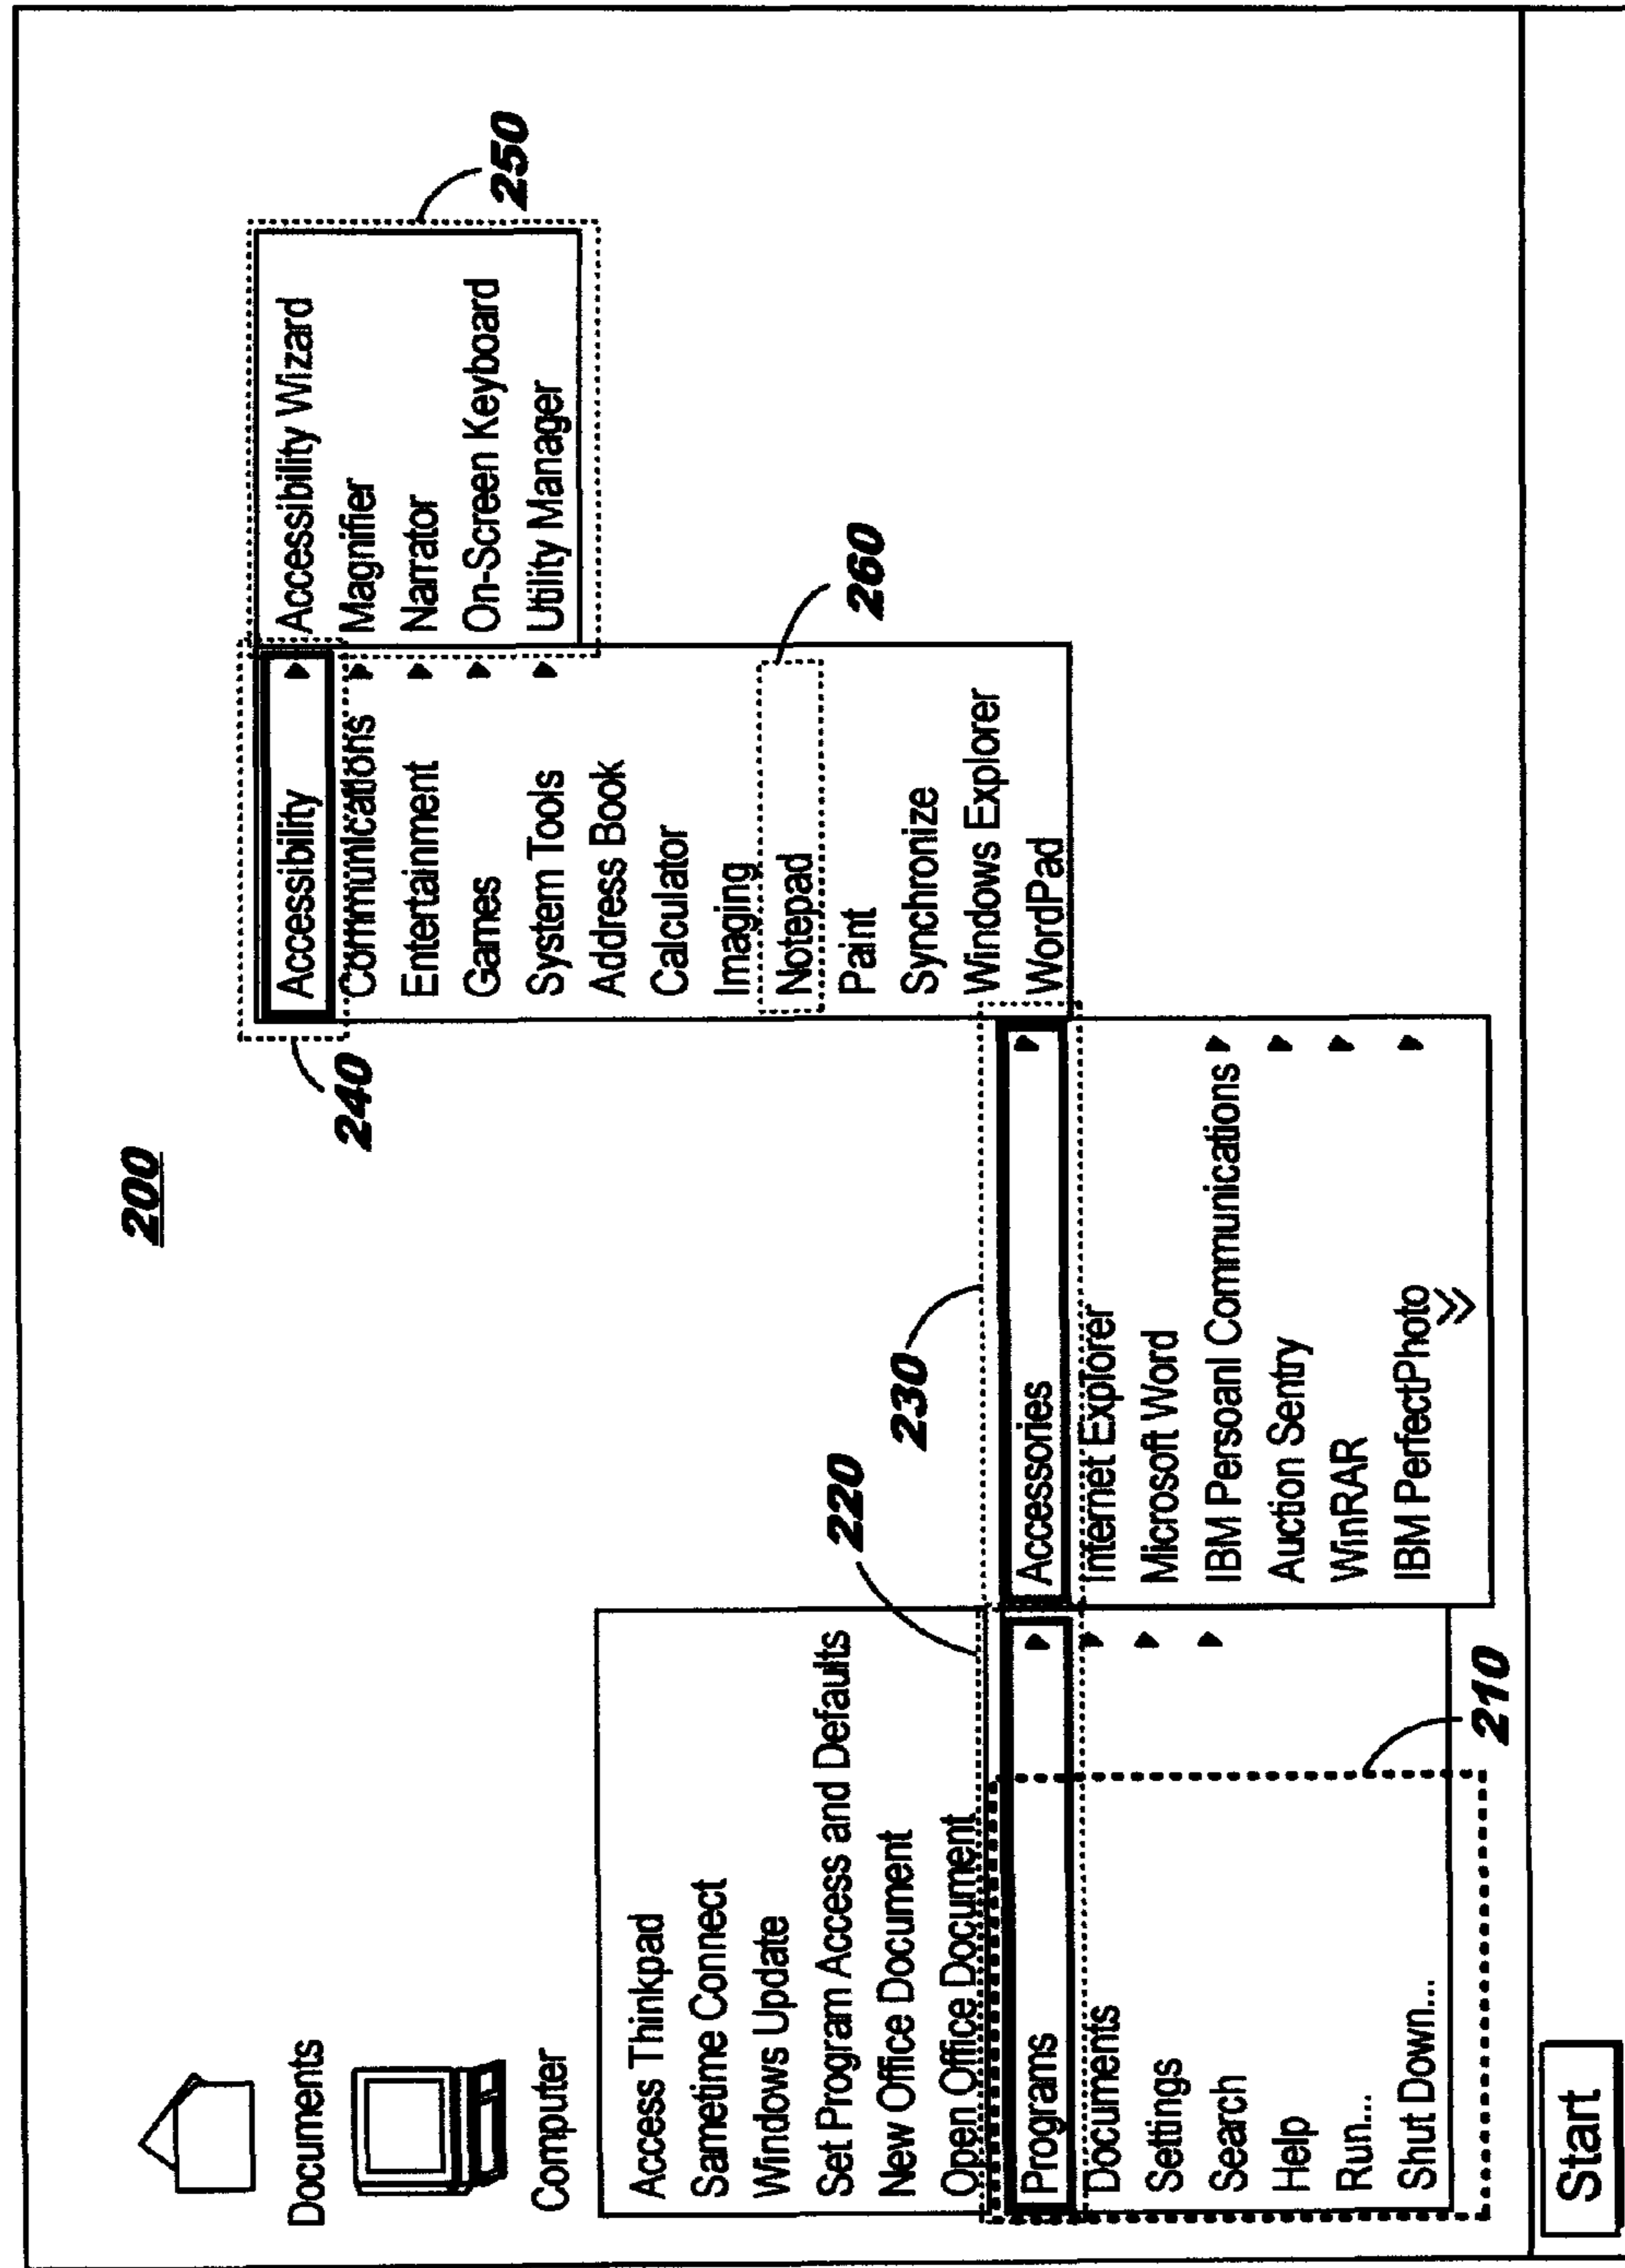 200
Documents
Computer
Access Thinkpad
Sametime Connect
Windows Update
Set Program Access and Defaults
New Office Document
Open Office Document
220
Programs
Documents
Settings
Search
Help
Run...
Shut Down...
210
230
Accessories
Internet Explorer
Microsoft Word
IBM Persoanl Communications
Auction Sentry
WinRAR
IBM PerfectPhoto
240
Accessibility
Communications
Entertainment
Games
System Tools
Address Book
Calculator
Imaging
Notepad
Paint
Synchronize
Windows Explorer
WordPad
260
Accessibility Wizard
Magnifier
Narrator
On-Screen Keyboard
Utility Manager
250
Start